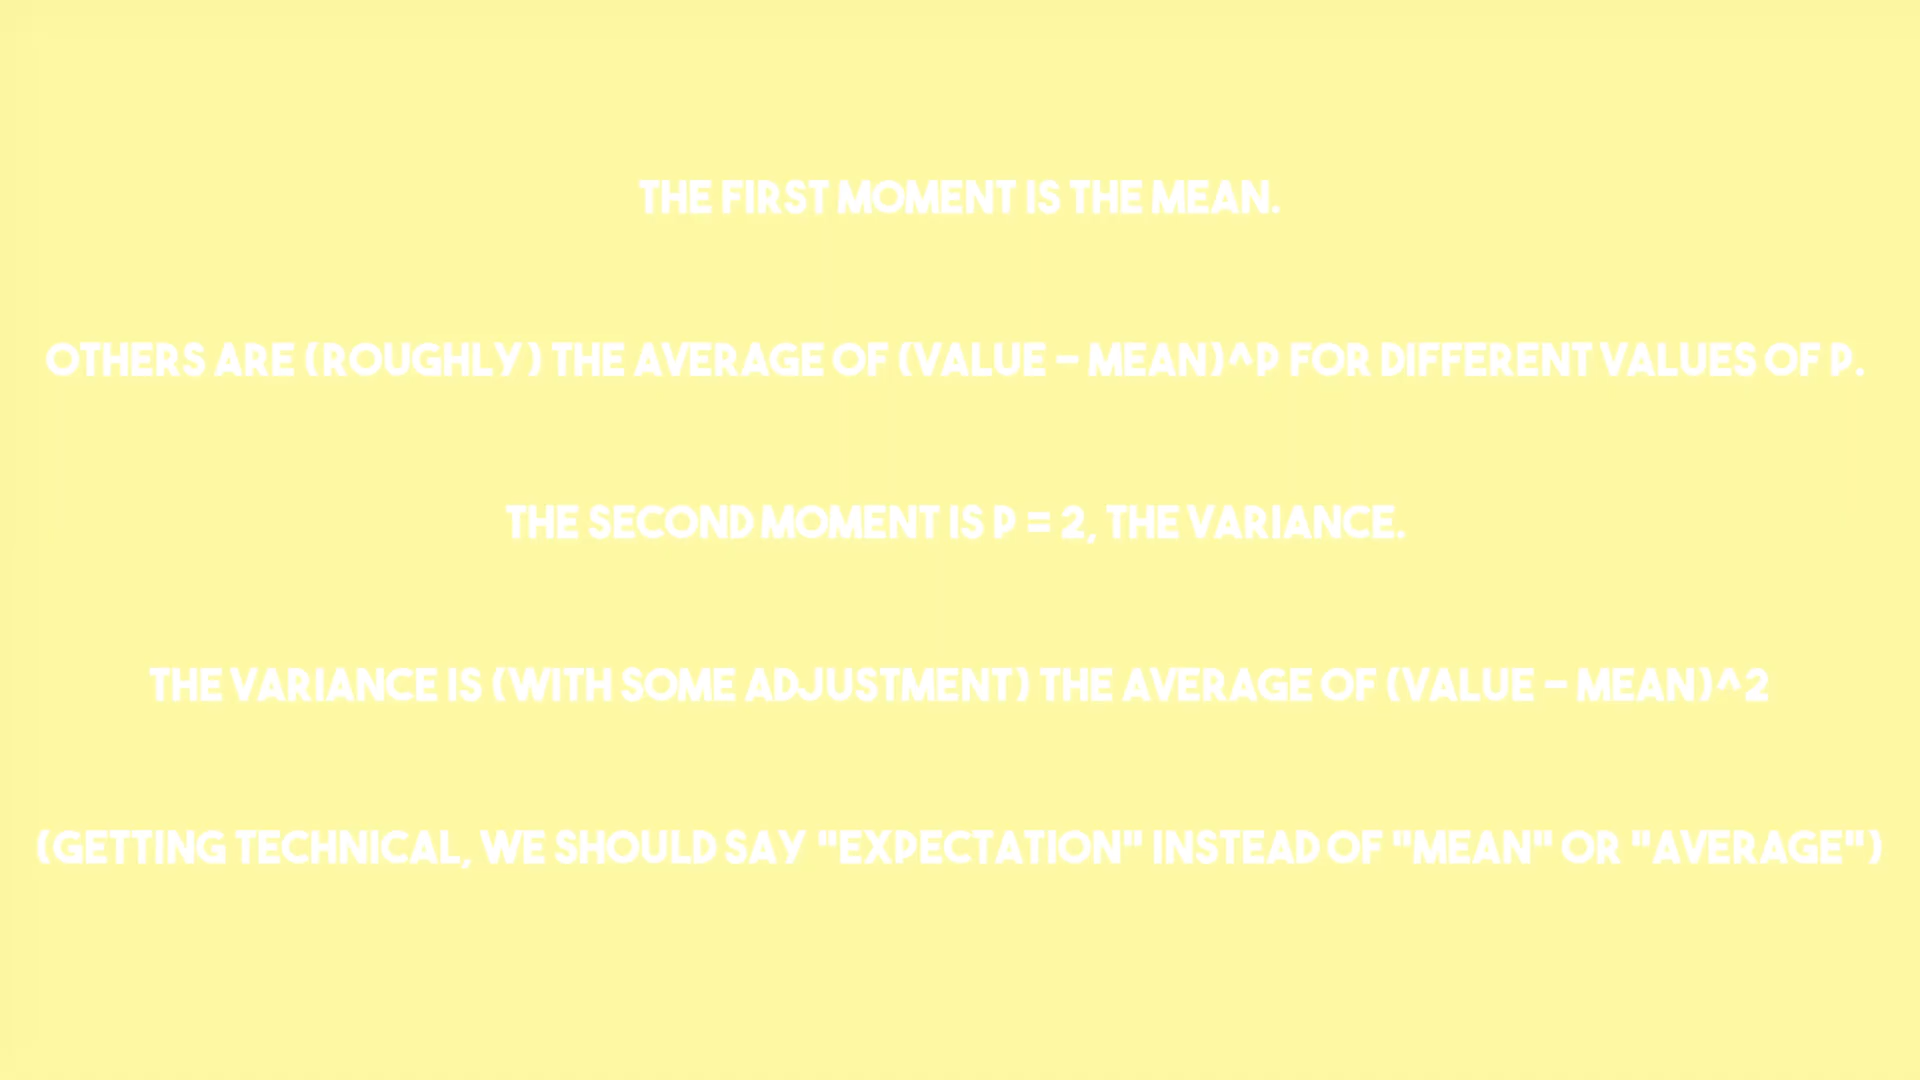 THE FIRST MOMENT IS THE MEAN.
OTHERS ARE (ROUGHLY) THE AVERAGE OF (VALUE - MEAN)^P FOR DIFFERENT VALUES OF P.
THE SECOND MOMENT IS P = 2, THE VARIANCE.
THE VARIANCE IS (WITH SOME ADJUSTMENT) THE AVERAGE OF (VALUE - MEAN)^2
(GETTING TECHNICAL, WE SHOULD SAY "EXPECTATION" INSTEAD OF "MEAN" OR "AVERAGE")